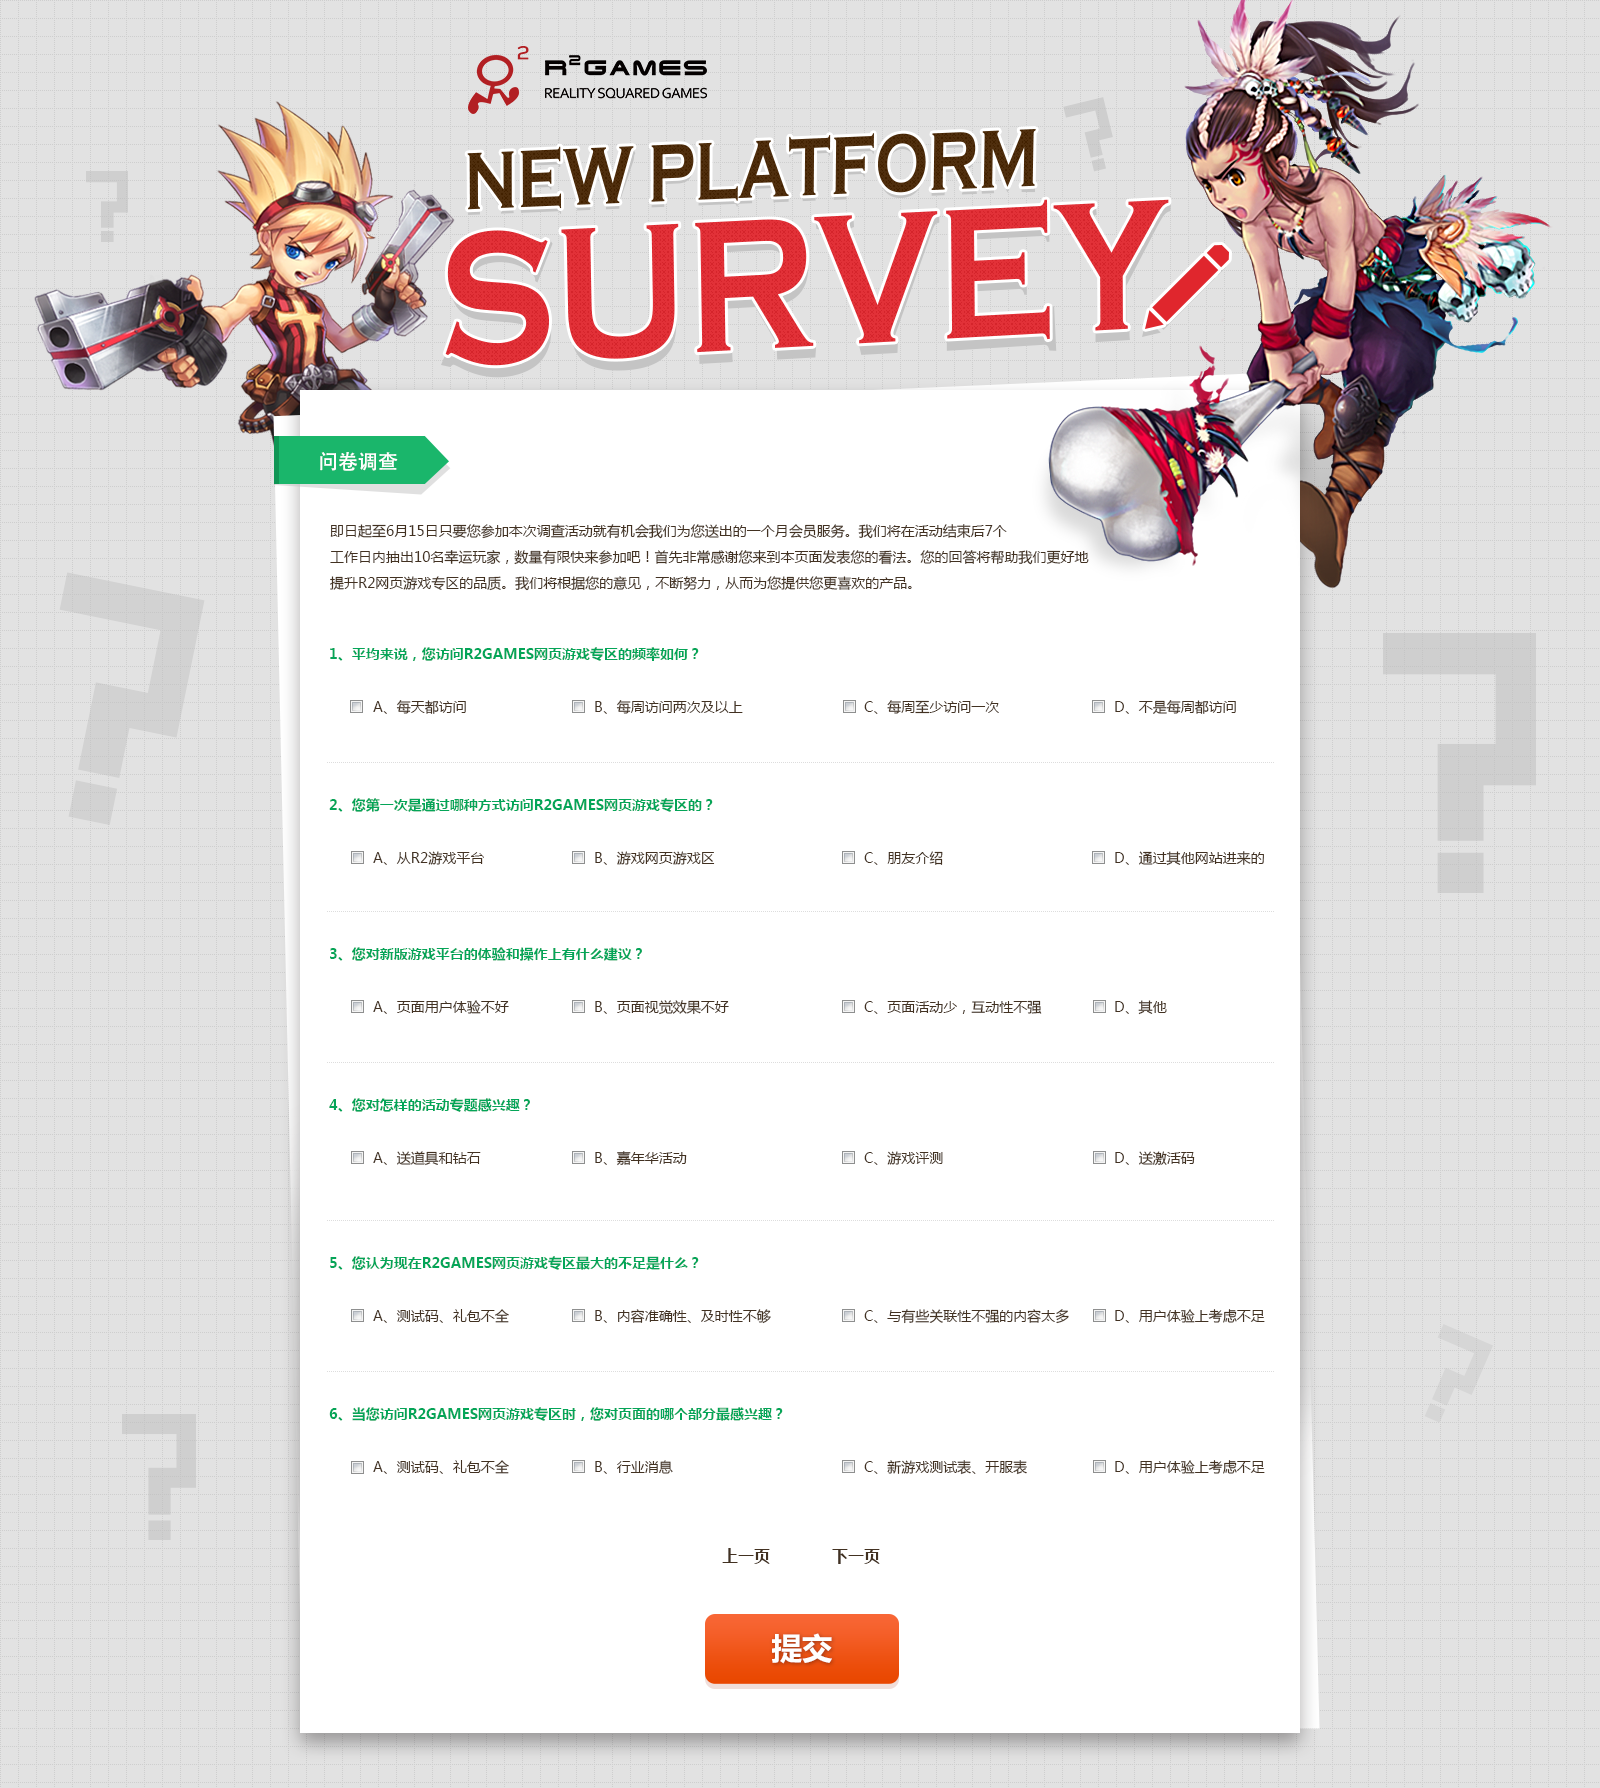 R²GAMES
REALITY SQUARED GAMES
NEW PLATFORM
SURVEY
问卷调查
即日起至6月15日只要您参加本次调查活动就有机会我们为您送出的一个月会员服务。我们将在活动结束后7个
工作日内抽出10名幸运玩家，数量有限快来参加吧！首先非常感谢您来到本页面发表您的看法。您的回答将帮助我们更好地
提升R2网页游戏专区的品质。我们将根据您的意见，不断努力，从而为您提供您更喜欢的产品。
1、平均来说，您访问R2GAMES网页游戏专区的频率如何？
A、每天都访问 B、每周访问两次及以上 C、每周至少访问一次 D、不是每周都访问
2、您第一次是通过哪种方式访问R2GAMES网页游戏专区的？
A、从R2游戏平台 B、游戏网页游戏区 C、朋友介绍 D、通过其他网站进来的
3、您对新版游戏平台的体验和操作上有什么建议？
A、页面用户体验不好 B、页面视觉效果不好 C、页面活动少，互动性不强 D、其他
4、您对怎样的活动专题感兴趣？
A、送道具和钻石 B、嘉年华活动 C、游戏评测 D、送激活码
5、您认为现在R2GAMES网页游戏专区最大的不足是什么？
A、测试码、礼包不全 B、内容准确性、及时性不够 C、与有些关联性不强的内容太多 D、用户体验上考虑不足
6、当您访问R2GAMES网页游戏专区时，您对页面的哪个部分最感兴趣？
A、测试码、礼包不全 B、行业消息 C、新游戏测试表、开服表 D、用户体验上考虑不足
上一页 下一页
提交